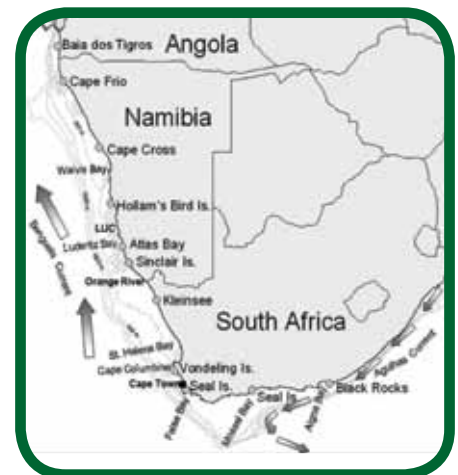 Angola
Baia dos Tigros
Cape Frio
Namibia
Cape Cross
Walvis Bay
Hollam's Bird Is.
LUC
Luderitz Bay
Atlas Bay
Sinclair Is.
Orange River
Kleinsee
Benguela Current
South Africa
St. Helena Bay
Cape Columbine
Vondeling Is.
Cape Town
Seal Is.
False Bay
Mossel Bay
Seal Is.
Algoa Bay
Black Rocks
Agulhas Current